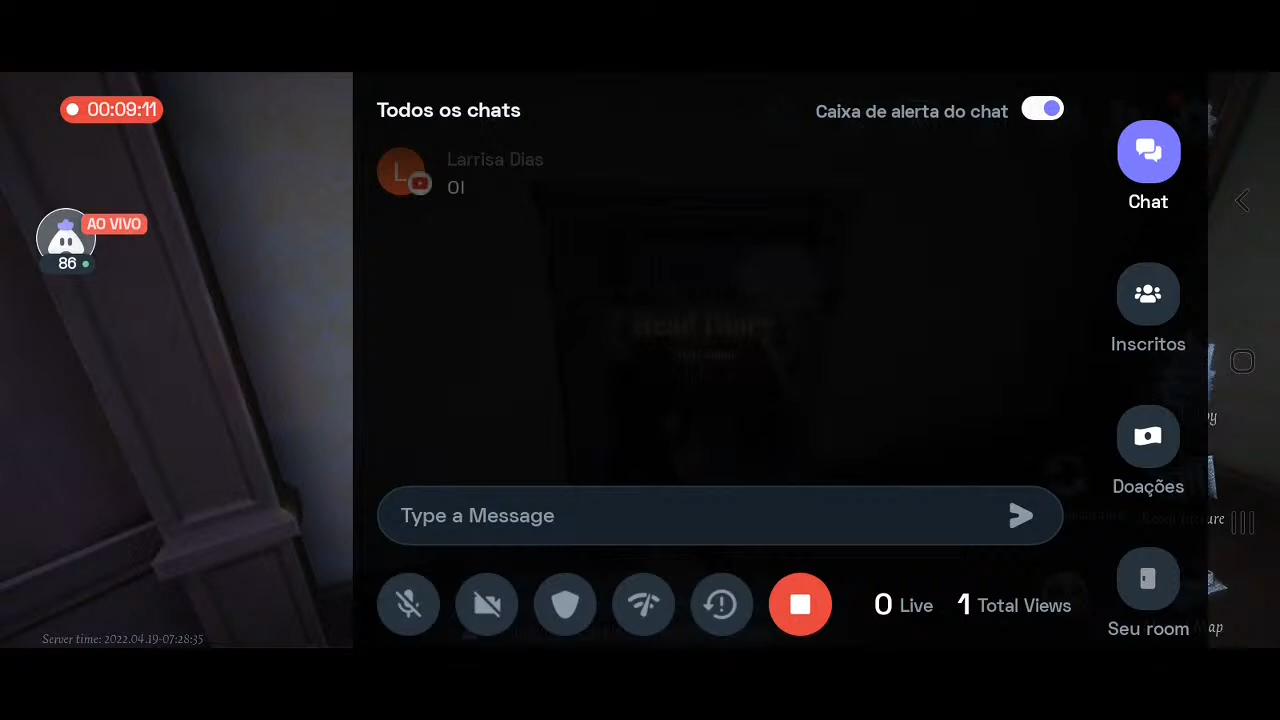 00:09:11
Todos os chats
Caixa de alerta do chat
L
Larrisa Dias
OI
AO VIVO
86
Chat
Inscritos
Doações
Type a Message
0 Live 1 Total Views
Seu room
Server time: 2022.04.19-07:28:35